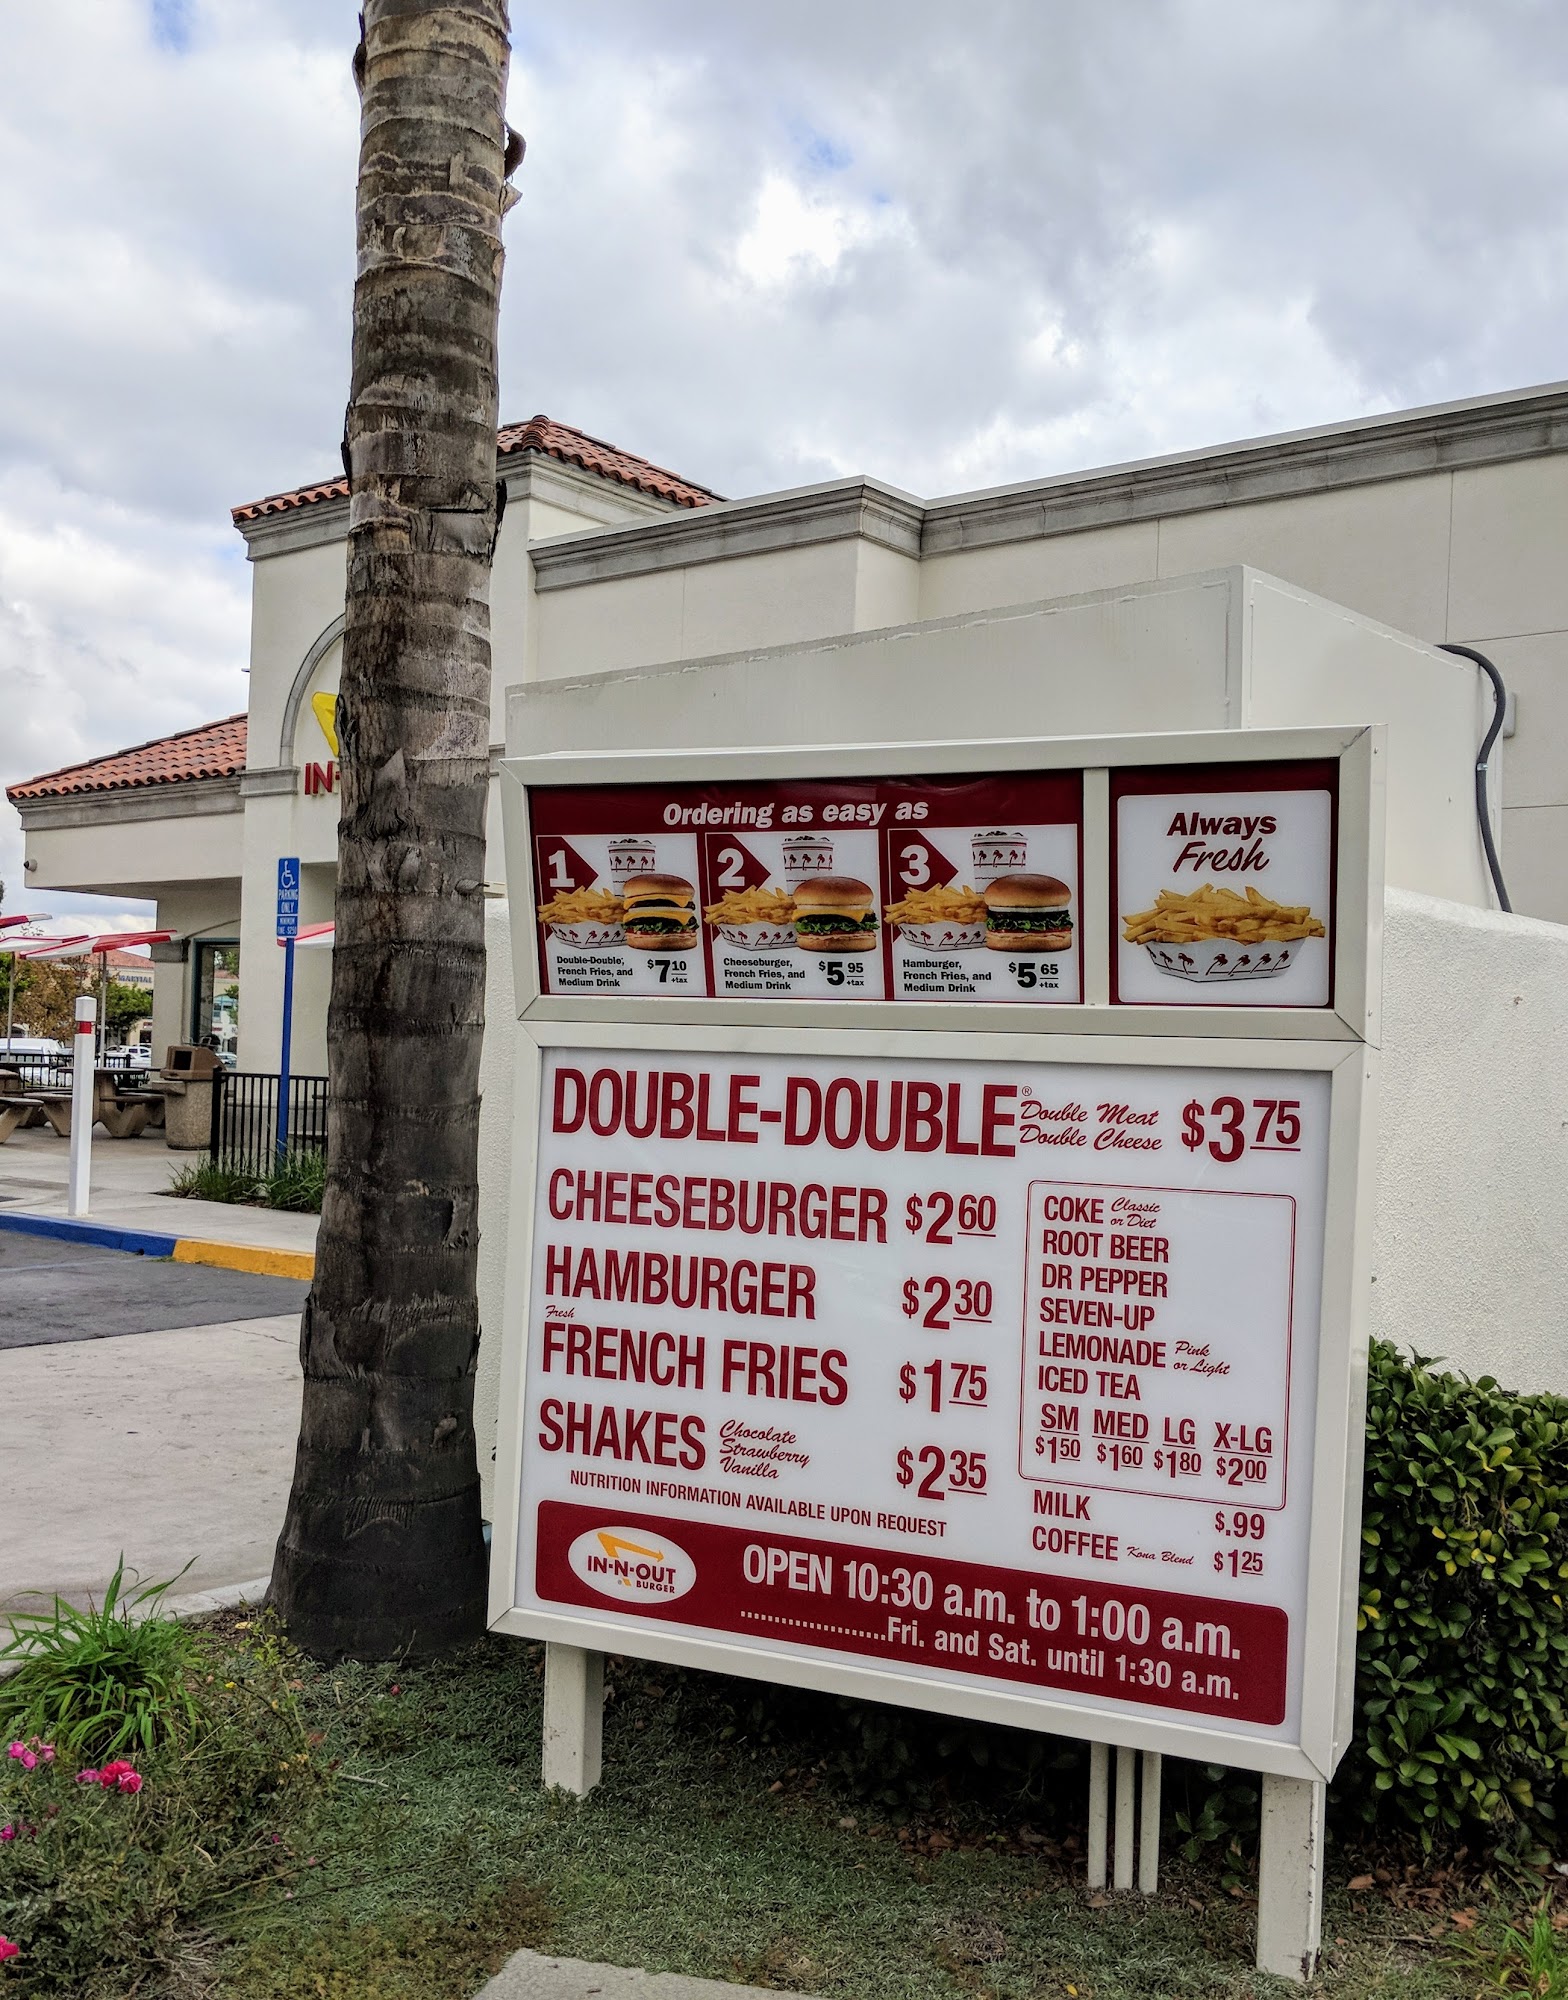 IN-
PARKING
ONLY
MINIMUM
FINE $250
Ordering as easy as
1
Double-Double,
French Fries, and
Medium Drink
$7 10
+tax
2
Cheeseburger,
French Fries, and
Medium Drink
$5 95
+tax
3
Hamburger,
French Fries, and
Medium Drink
$5 65
+tax
Always
Fresh
DOUBLE-DOUBLE® Double Meat Double Cheese $3 75
CHEESEBURGER $2 60
HAMBURGER $2 30
Fresh
FRENCH FRIES $1 75
SHAKES Chocolate Strawberry Vanilla $2 35
NUTRITION INFORMATION AVAILABLE UPON REQUEST
COKE Classic or Diet
ROOT BEER
DR PEPPER
SEVEN-UP
LEMONADE Pink or Light
ICED TEA
SM MED LG X-LG
$1 50 $1 60 $1 80 $2 00
MILK $.99
COFFEE Kona Blend $1 25
IN-N-OUT
BURGER
OPEN 10:30 a.m. to 1:00 a.m.
..................Fri. and Sat. until 1:30 a.m.